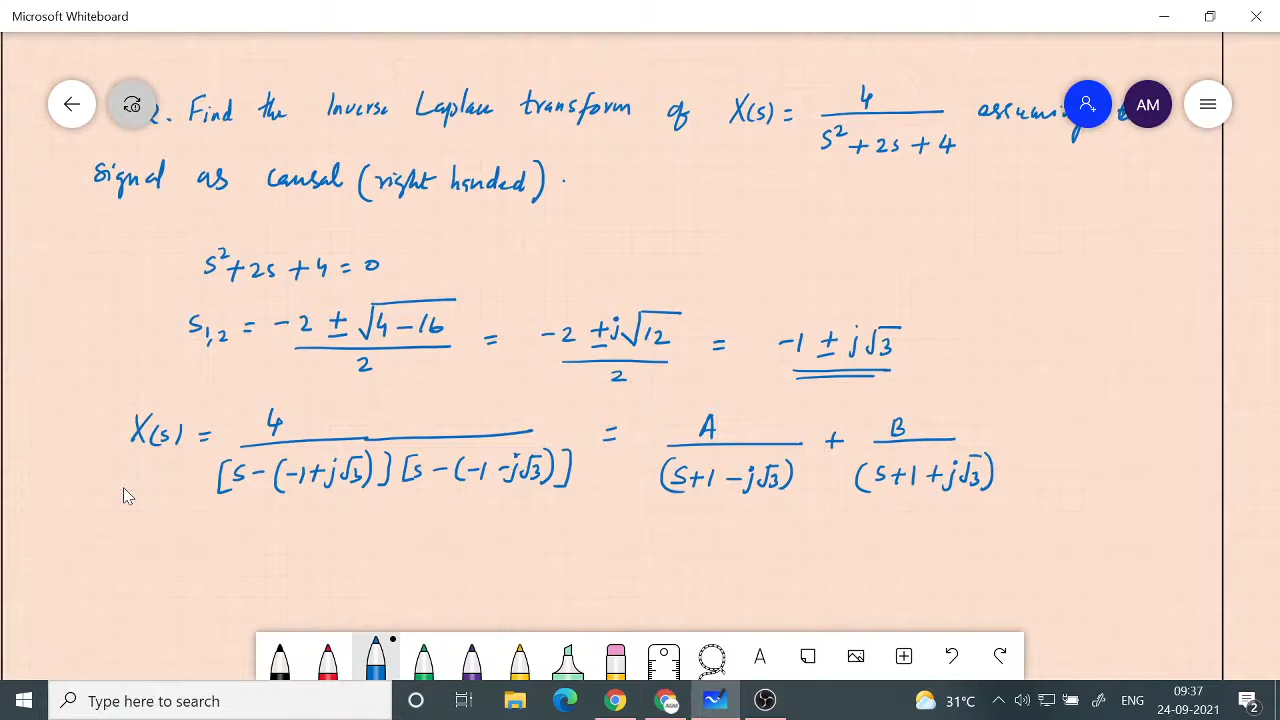 Microsoft Whiteboard
2. Find the Inverse Laplace transform of X(s) = 4 / (s² + 2s + 4) assuming
AM
signal as causal (right handed).
s² + 2s + 4 = 0
s₁,₂ = (-2 ± √(4-16)) / 2 = (-2 ± j√12) / 2 = -1 ± j√3
X(s) = 4 / ([s - (-1+j√3)] [s - (-1-j√3)]) = A / (s+1-j√3) + B / (s+1+j√3)
A
Type here to search
AGM
31°C
ENG
09:37
24-09-2021
2